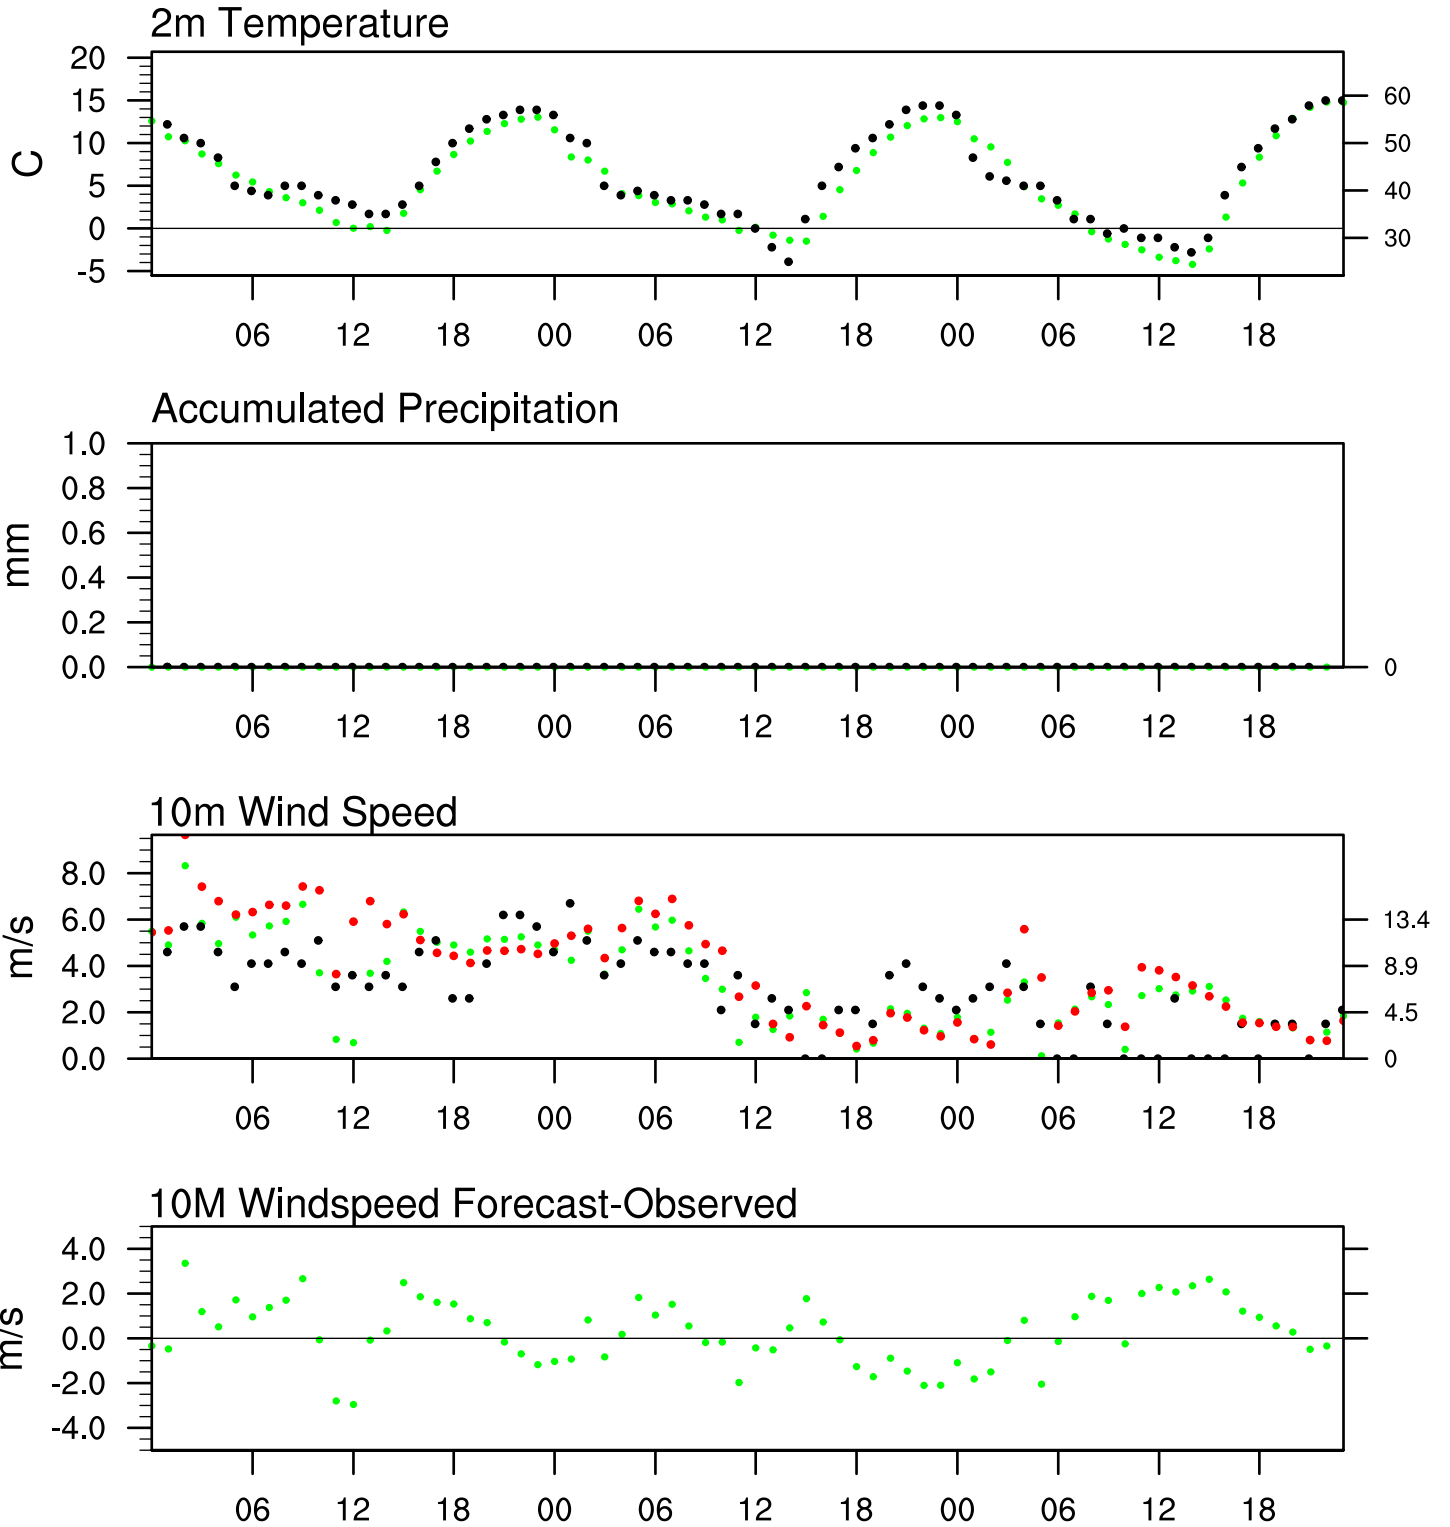 2m Temperature
20
15
10
5
0
-5
C
60
50
40
30
06 12 18 00 06 12 18 00 06 12 18
Accumulated Precipitation
1.0
0.8
0.6
0.4
0.2
0.0
mm
0
06 12 18 00 06 12 18 00 06 12 18
10m Wind Speed
8.0
6.0
4.0
2.0
0.0
m/s
13.4
8.9
4.5
0
06 12 18 00 06 12 18 00 06 12 18
10M Windspeed Forecast-Observed
4.0
2.0
0.0
-2.0
-4.0
m/s
06 12 18 00 06 12 18 00 06 12 18